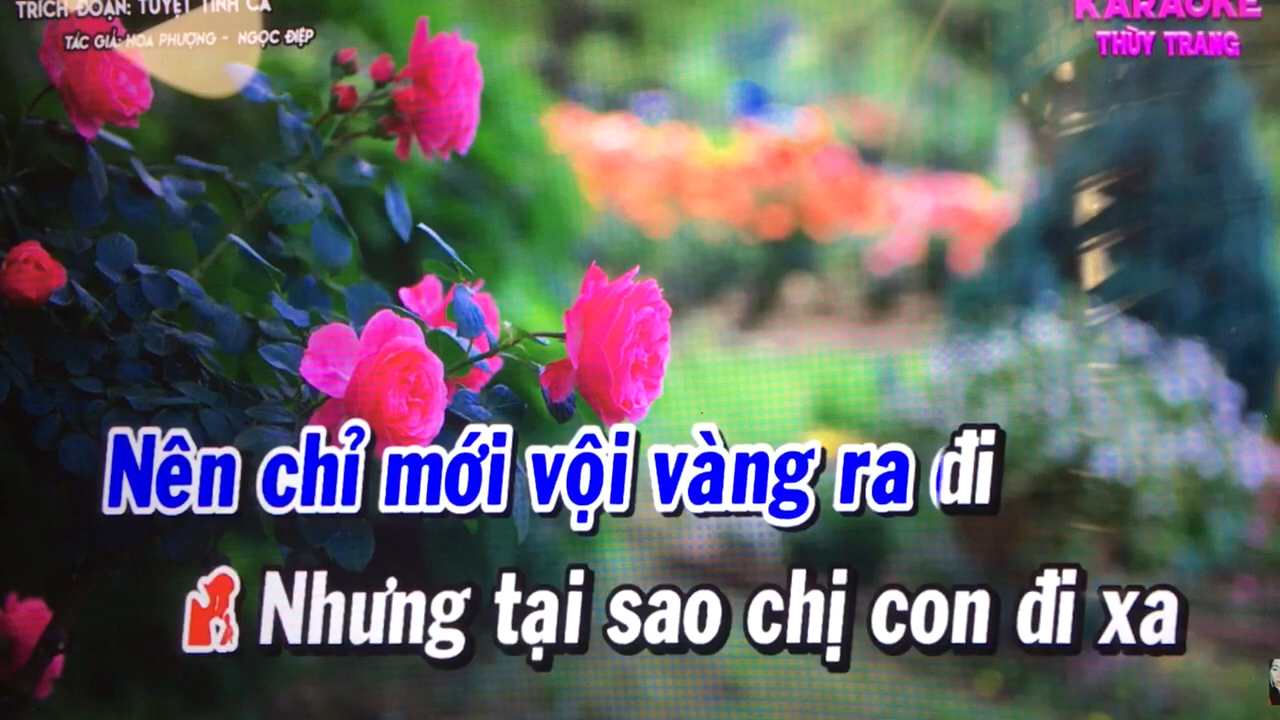 TRÍCH ĐOẠN: TUYỆT TÌNH CA
TÁC GIẢ: HOA PHƯỢNG - NGỌC ĐIỆP
KARAOKE
THÙY TRANG
Nên chỉ mới vội vàng ra đi
Nhưng tại sao chị con đi xa